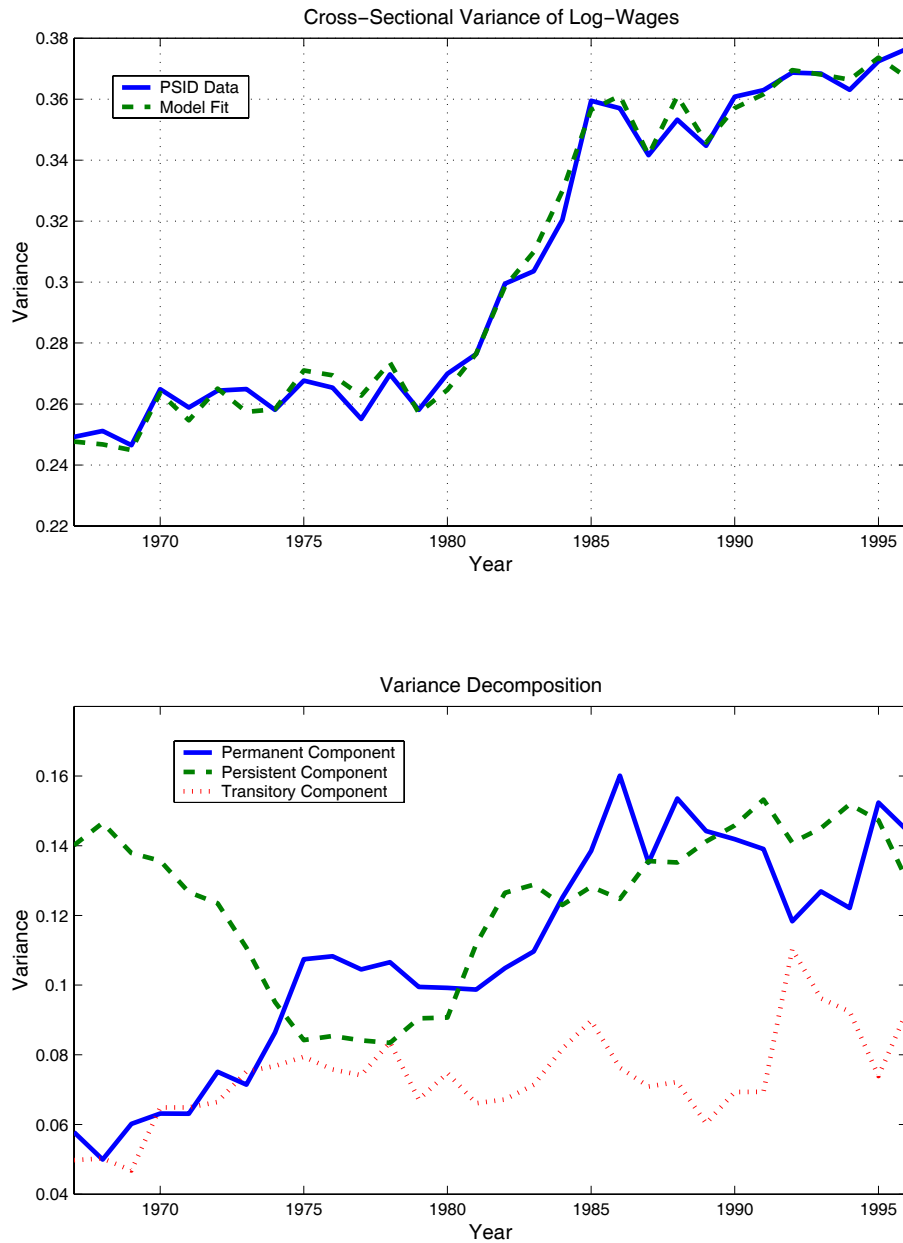 Cross-Sectional Variance of Log-Wages
0.38
0.36
0.34
0.32
0.3
0.28
0.26
0.24
0.22
Variance
PSID Data
Model Fit
1970 1975 1980 1985 1990 1995
Year
Variance Decomposition
0.16
0.14
0.12
0.1
0.08
0.06
0.04
Variance
Permanent Component
Persistent Component
Transitory Component
1970 1975 1980 1985 1990 1995
Year